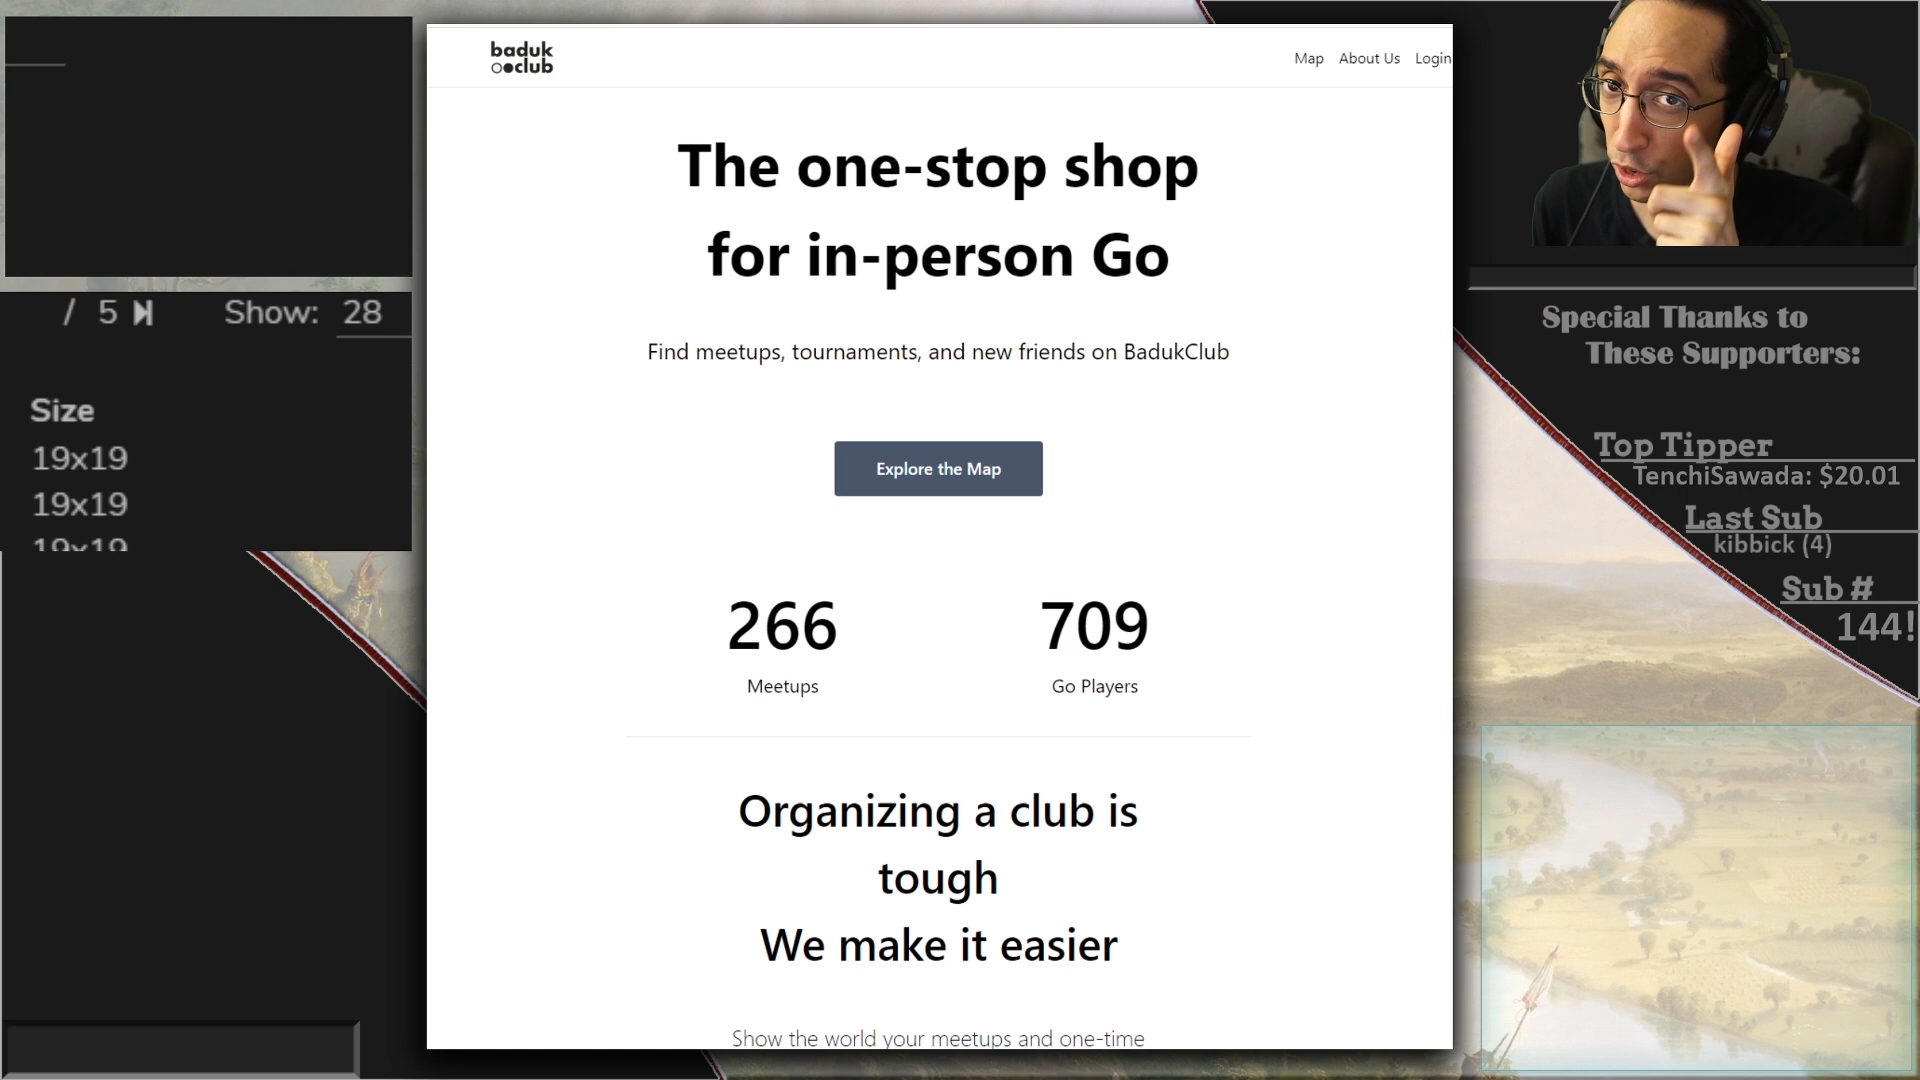 / 5 Show: 28
Size
19x19
19x19
19x19
baduk
club
Map About Us Login
The one-stop shop
for in-person Go
Find meetups, tournaments, and new friends on BadukClub
Explore the Map
266 709
Meetups Go Players
Organizing a club is
tough
We make it easier
Show the world your meetups and one-time
Special Thanks to
These Supporters:
Top Tipper
TenchiSawada: $20.01
Last Sub
kibbick (4)
Sub #
144!